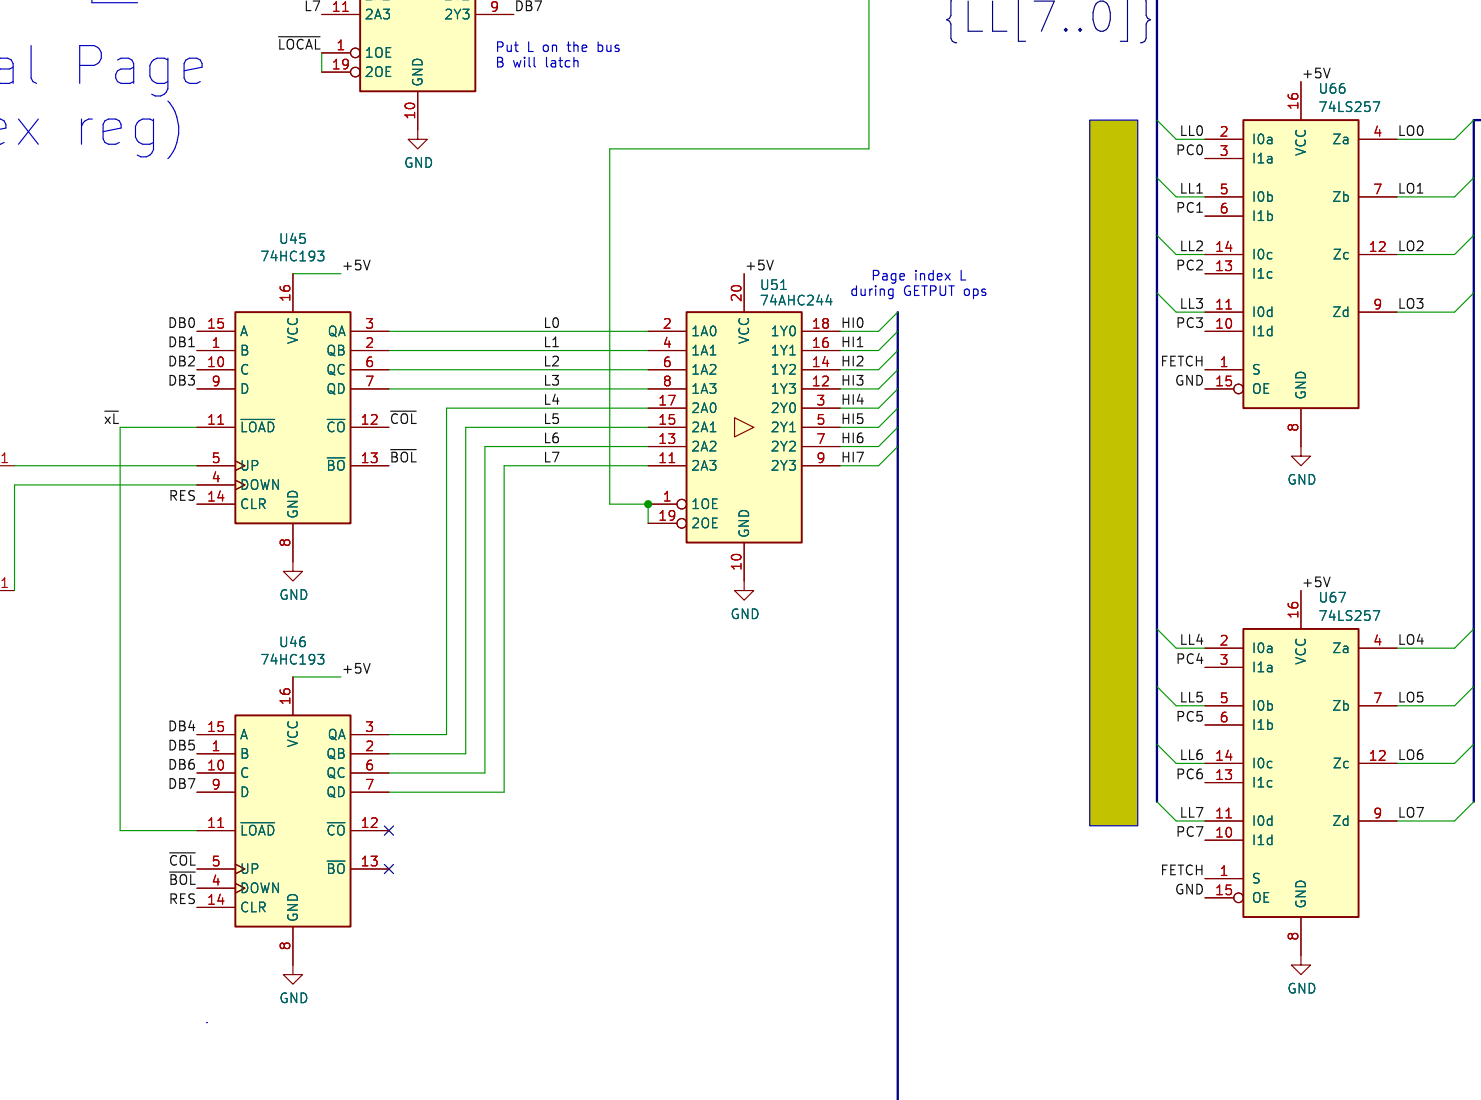 L7 11 2A3 2Y3 9 DB7
{LL[7..0]}
LOCAL 1 1OE
19 2OE
GND
10
GND
Put L on the bus
B will latch
al Page
ex reg)
U45
74HC193
+5V
16
VCC
DB0 15 A QA 3
DB1 1 B QB 2
DB2 10 C QC 6
DB3 9 D QD 7
xL 11 LOAD CO 12 COL
1 5 UP BO 13 BOL
4 DOWN
RES 14 CLR
GND
8
GND
1
L0
L1
L2
L3
L4
L5
L6
L7
+5V
U51
74AHC244
20
VCC
2 1A0 1Y0 18 HI0
4 1A1 1Y1 16 HI1
6 1A2 1Y2 14 HI2
8 1A3 1Y3 12 HI3
17 2A0 2Y0 3 HI4
15 2A1 2Y1 5 HI5
13 2A2 2Y2 7 HI6
11 2A3 2Y3 9 HI7
1 1OE
19 2OE
GND
10
GND
Page index L
during GETPUT ops
U46
74HC193
+5V
16
VCC
DB4 15 A QA 3
DB5 1 B QB 2
DB6 10 C QC 6
DB7 9 D QD 7
11 LOAD CO 12
COL 5 UP BO 13
BOL 4 DOWN
RES 14 CLR
GND
8
GND
+5V
U66
74LS257
16
VCC
LL0 2 I0a Za 4 LO0
PC0 3 I1a
LL1 5 I0b Zb 7 LO1
PC1 6 I1b
LL2 14 I0c Zc 12 LO2
PC2 13 I1c
LL3 11 I0d Zd 9 LO3
PC3 10 I1d
FETCH 1 S
GND 15 OE
GND
8
GND
+5V
U67
74LS257
16
VCC
LL4 2 I0a Za 4 LO4
PC4 3 I1a
LL5 5 I0b Zb 7 LO5
PC5 6 I1b
LL6 14 I0c Zc 12 LO6
PC6 13 I1c
LL7 11 I0d Zd 9 LO7
PC7 10 I1d
FETCH 1 S
GND 15 OE
GND
8
GND